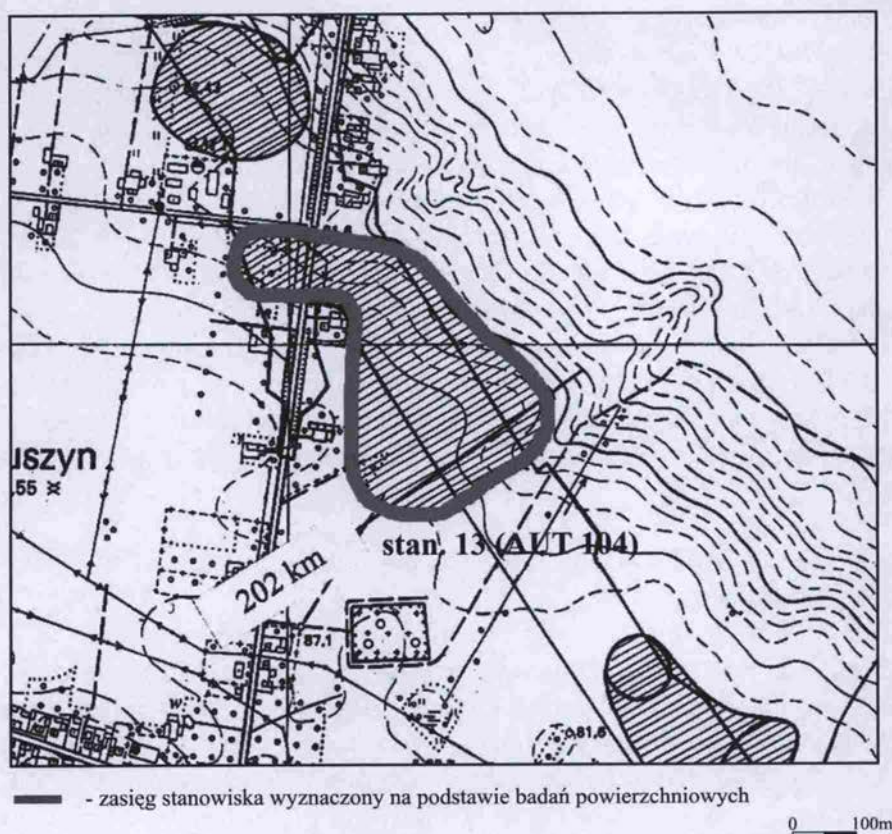 uszyn
.55
stan. 13 (AUT 104)
202 km
87,1
81,6
- zasięg stanowiska wyznaczony na podstawie badań powierzchniowych
0 100m